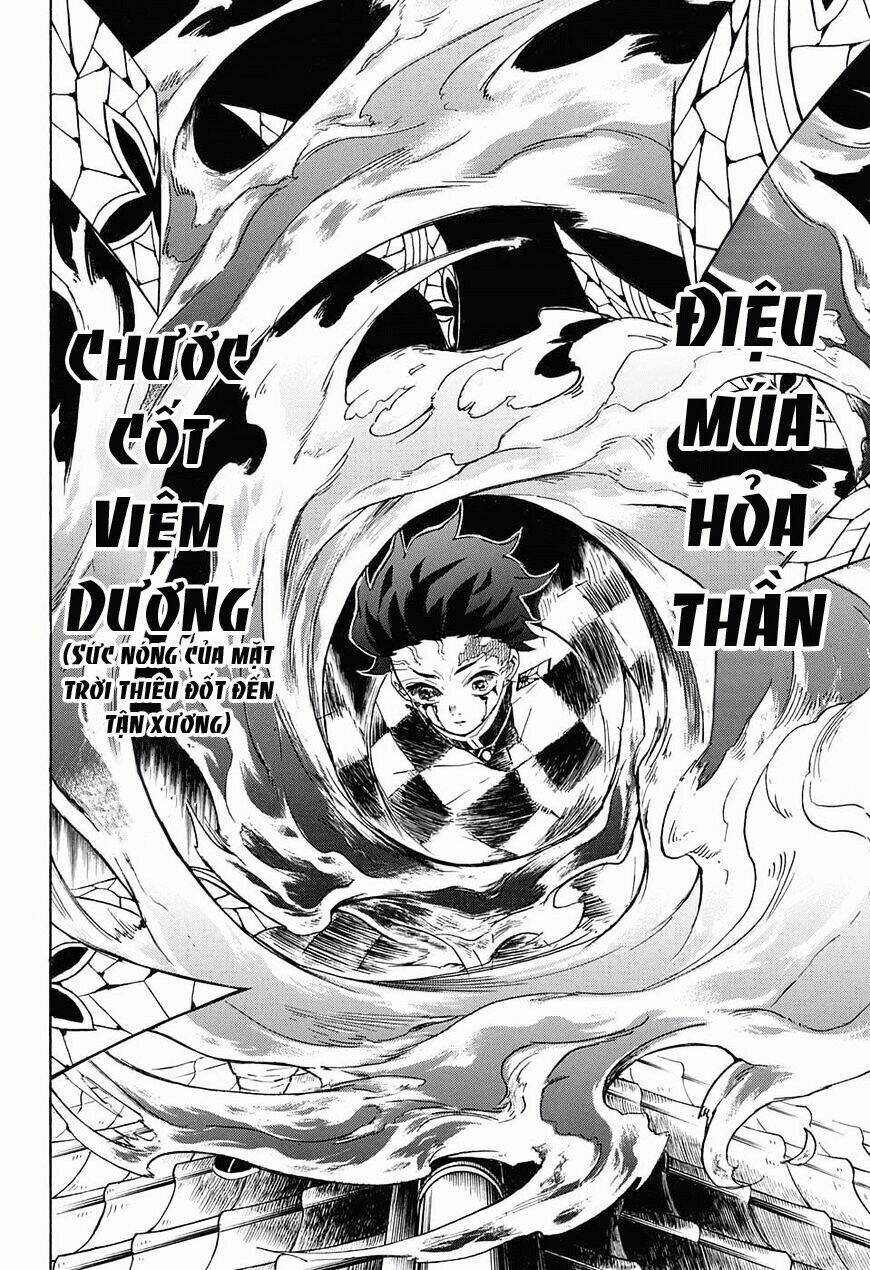 Điệu
múa
hỏa
thần
Chước
cốt
viêm
dương
(Sức nóng của mặt
trời thiêu đốt đến
tận xương)